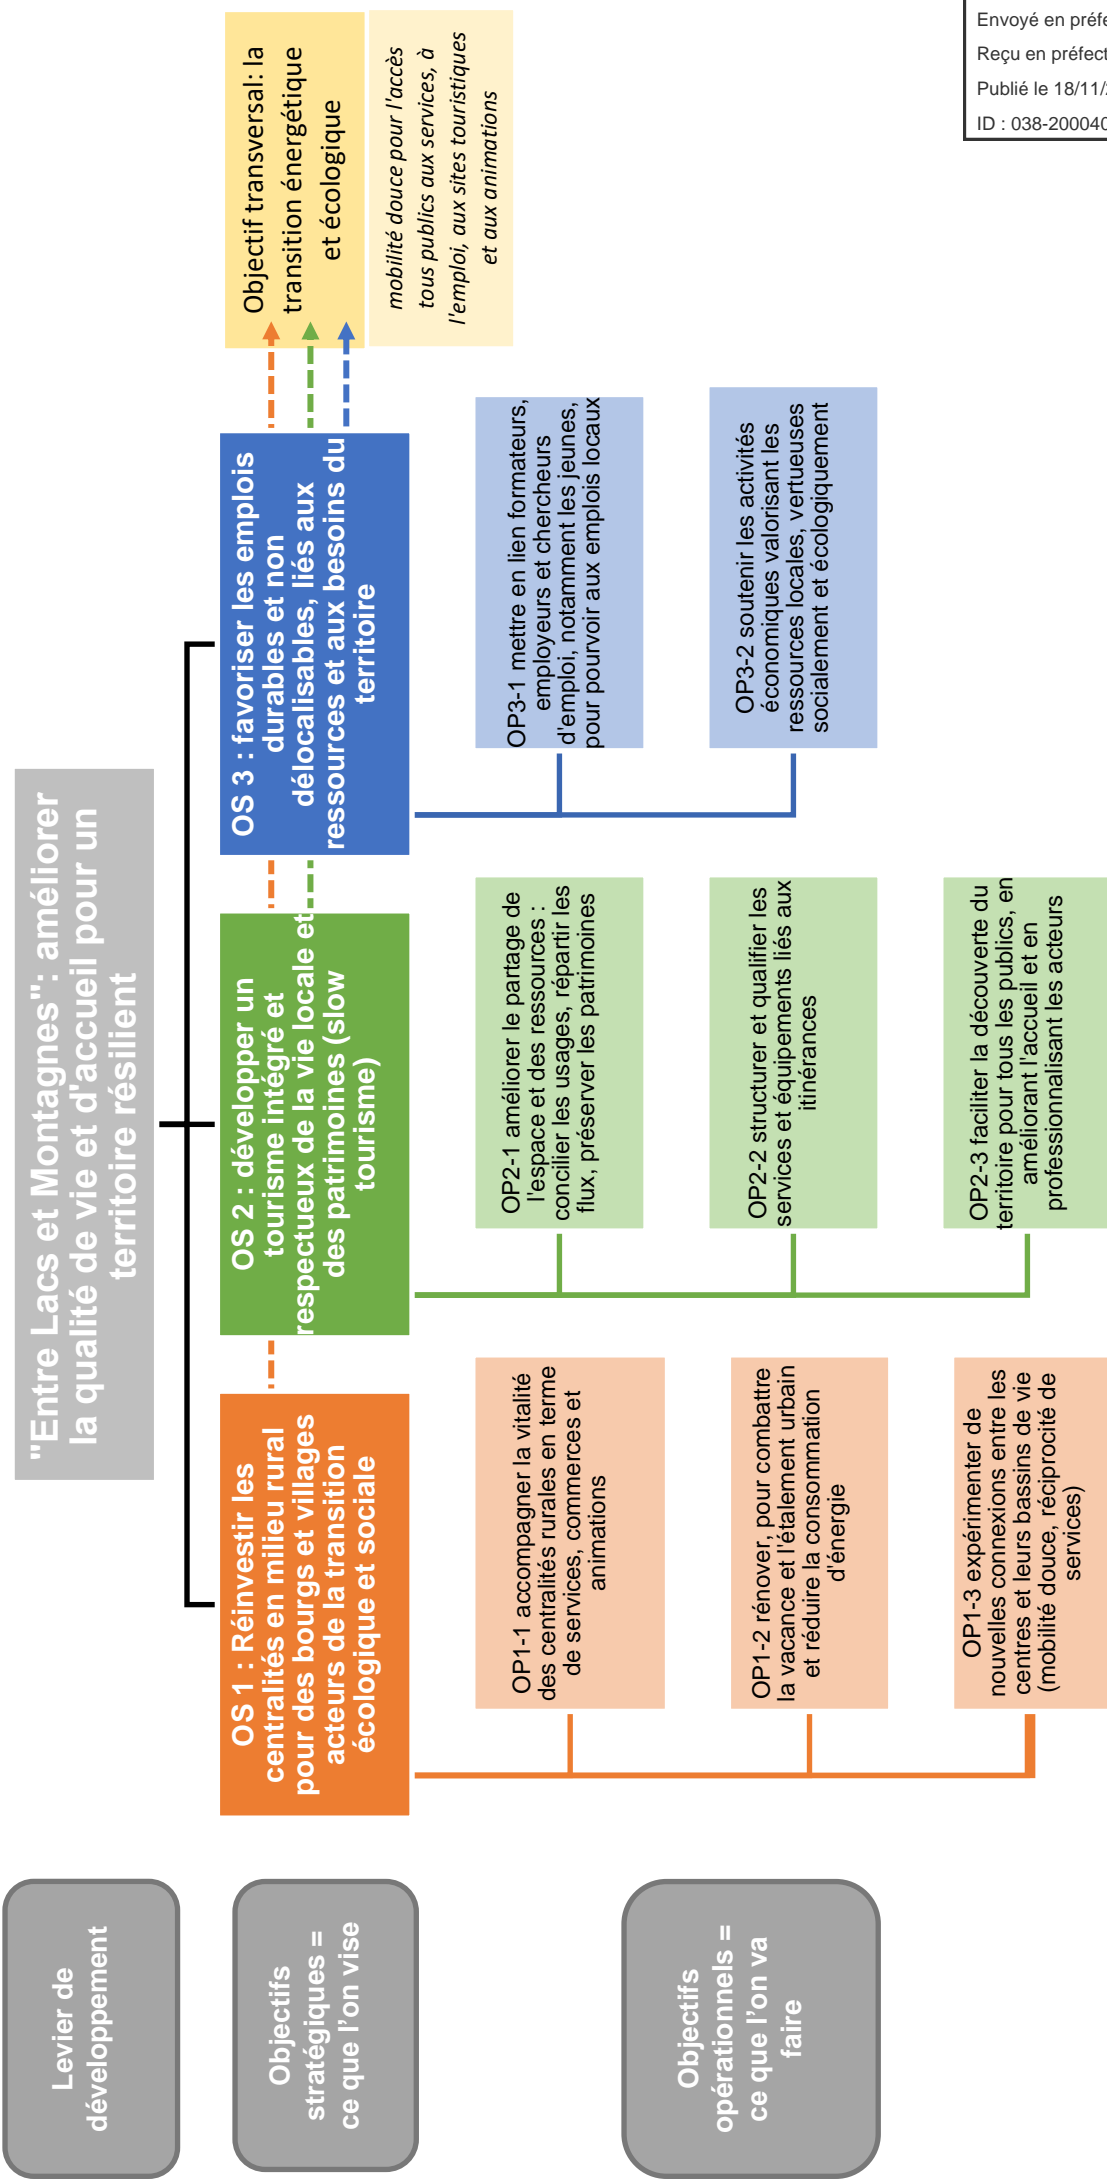 Envoyé en préfe
Reçu en préfect
Publié le 18/11/
ID : 038-200040
Levier de
développement
"Entre Lacs et Montagnes": améliorer
la qualité de vie et d'accueil pour un
territoire résilient
Objectifs
stratégiques =
ce que l'on vise
OS 1 : Réinvestir les
centralités en milieu rural
pour des bourgs et villages
acteurs de la transition
écologique et sociale
OS 2 : développer un
tourisme intégré et
respectueux de la vie locale et
des patrimoines (slow
tourisme)
OS 3 : favoriser les emplois
durables et non
délocalisables, liés aux
ressources et aux besoins du
territoire
Objectif transversal: la
transition énergétique
et écologique
mobilité douce pour l'accès
tous publics aux services, à
l'emploi, aux sites touristiques
et aux animations
Objectifs
opérationnels =
ce que l'on va
faire
OP1-1 accompagner la vitalité
des centralités rurales en terme
de services, commerces et
animations
OP1-2 rénover, pour combattre
la vacance et l'étalement urbain
et réduire la consommation
d'énergie
OP1-3 expérimenter de
nouvelles connexions entre les
centres et leurs bassins de vie
(mobilité douce, réciprocité de
services)
OP2-1 améliorer le partage de
l'espace et des ressources :
concilier les usages, répartir les
flux, préserver les patrimoines
OP2-2 structurer et qualifier les
services et équipements liés aux
itinérances
OP2-3 faciliter la découverte du
territoire pour tous les publics, en
améliorant l'accueil et en
professionnalisant les acteurs
OP3-1 mettre en lien formateurs,
employeurs et chercheurs
d'emploi, notamment les jeunes,
pour pourvoir aux emplois locaux
OP3-2 soutenir les activités
économiques valorisant les
ressources locales, vertueuses
socialement et écologiquement